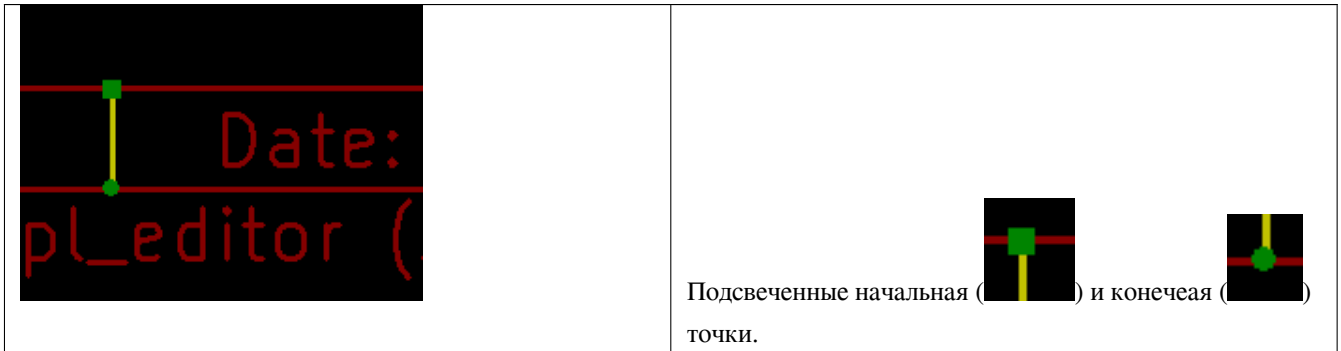 Date:
pl_editor (
Подсвеченные начальная ( ) и конечеая ( )
точки.